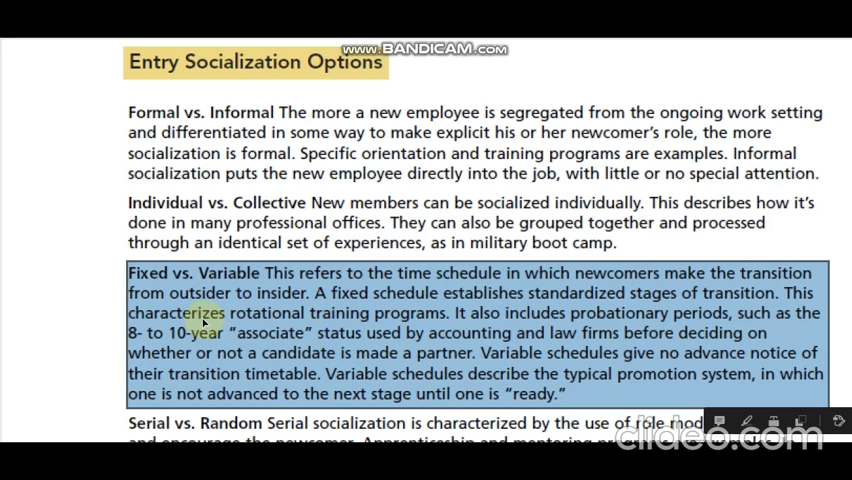 www.BANDICAM.com
Entry Socialization Options
Formal vs. Informal The more a new employee is segregated from the ongoing work setting
and differentiated in some way to make explicit his or her newcomer's role, the more
socialization is formal. Specific orientation and training programs are examples. Informal
socialization puts the new employee directly into the job, with little or no special attention.
Individual vs. Collective New members can be socialized individually. This describes how it's
done in many professional offices. They can also be grouped together and processed
through an identical set of experiences, as in military boot camp.
Fixed vs. Variable This refers to the time schedule in which newcomers make the transition
from outsider to insider. A fixed schedule establishes standardized stages of transition. This
characterizes rotational training programs. It also includes probationary periods, such as the
8- to 10-year “associate” status used by accounting and law firms before deciding on
whether or not a candidate is made a partner. Variable schedules give no advance notice of
their transition timetable. Variable schedules describe the typical promotion system, in which
one is not advanced to the next stage until one is “ready.”
Serial vs. Random Serial socialization is characterized by the use of role mod
and encourage the newcomer. Apprenticeship and mentoring
clideo.com